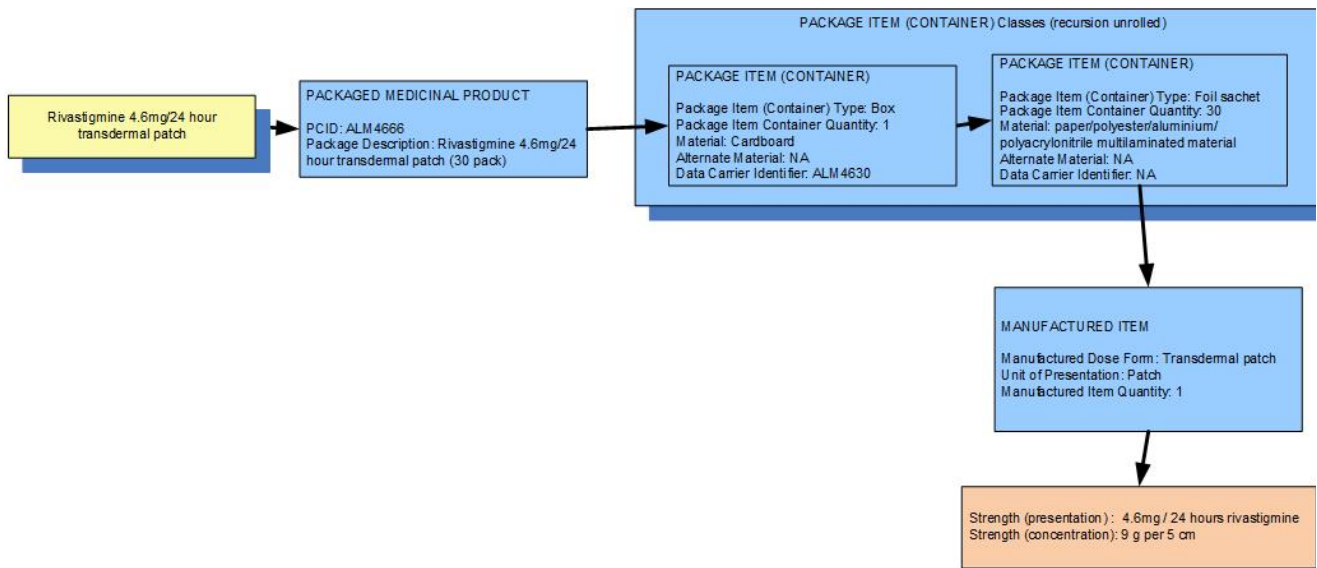 PACKAGE ITEM (CONTAINER) Classes (recursion unrolled)
Rivastigmine 4.6mg/24 hour
transdermal patch
PACKAGED MEDICINAL PRODUCT
PCID: ALM4666
Package Description: Rivastigmine 4.6mg/24
hour transdermal patch (30 pack)
PACKAGE ITEM (CONTAINER)
Package Item (Container) Type: Box
Package Item Container Quantity: 1
Material: Cardboard
Alternate Material: NA
Data Carrier Identifier: ALM4630
PACKAGE ITEM (CONTAINER)
Package Item (Container) Type: Foil sachet
Package Item Container Quantity: 30
Material: paper/polyester/aluminium/
polyacrylonitrile multilaminated material
Alternate Material: NA
Data Carrier Identifier: NA
MANUFACTURED ITEM
Manufactured Dose Form: Transdermal patch
Unit of Presentation: Patch
Manufactured Item Quantity: 1
Strength (presentation): 4.6mg / 24 hours rivastigmine
Strength (concentration): 9 g per 5 cm